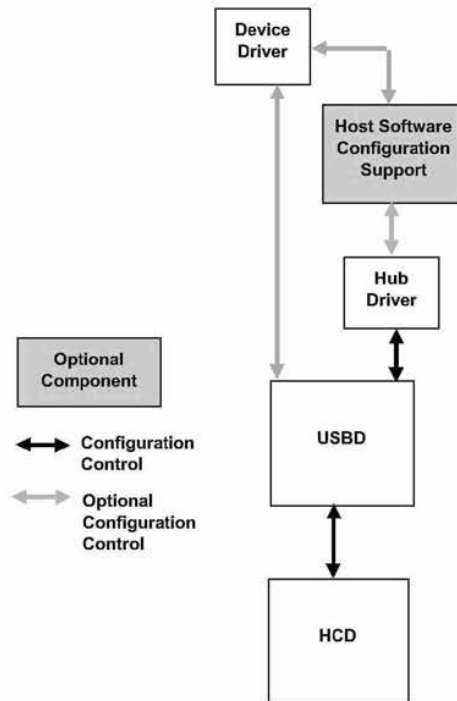 Device
Driver
Host Software
Configuration
Support
Hub
Driver
Optional
Component
USBD
Configuration
Control
Optional
Configuration
Control
HCD